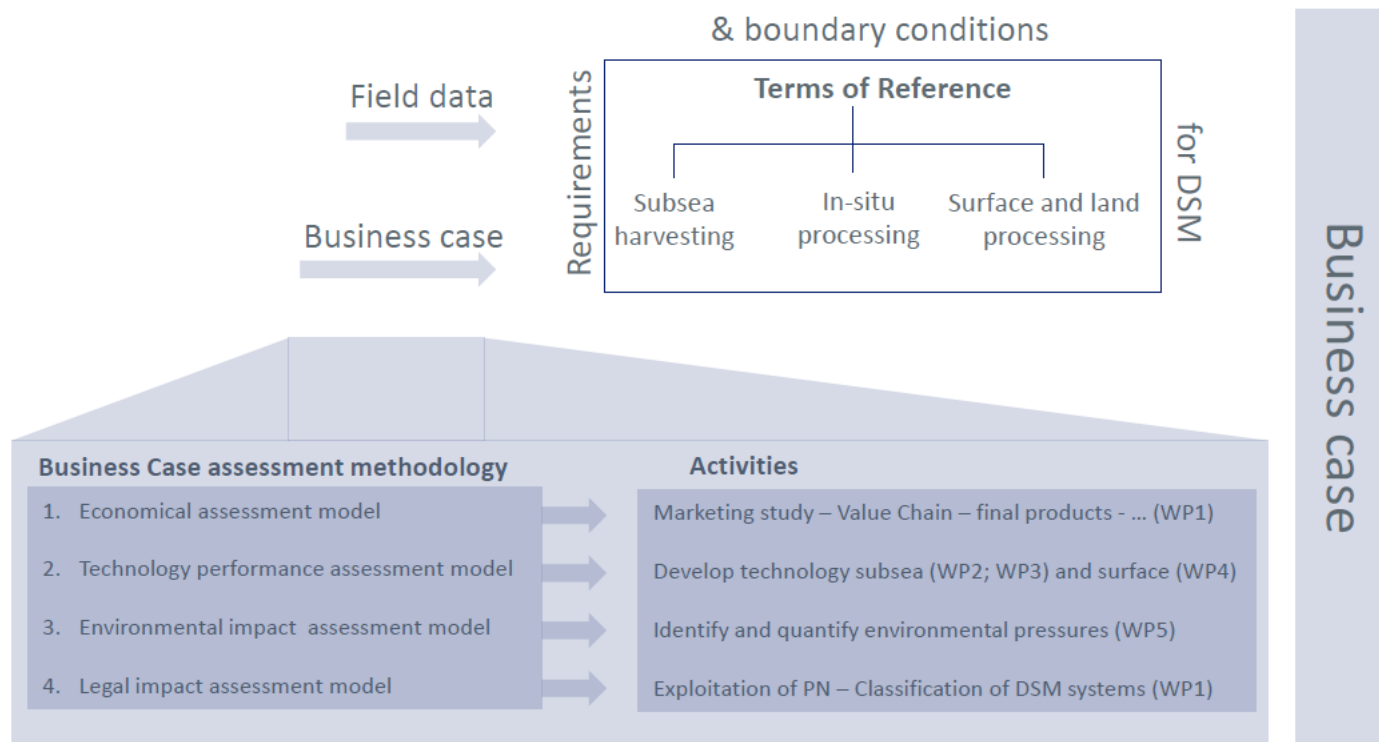 & boundary conditions
Requirements
for DSM
Terms of Reference
Subsea
harvesting
In-situ
processing
Surface and land
processing
Field data
Business case
Business Case assessment methodology
1. Economical assessment model
2. Technology performance assessment model
3. Environmental impact assessment model
4. Legal impact assessment model
Activities
Marketing study – Value Chain – final products - ... (WP1)
Develop technology subsea (WP2; WP3) and surface (WP4)
Identify and quantify environmental pressures (WP5)
Exploitation of PN – Classification of DSM systems (WP1)
Business case